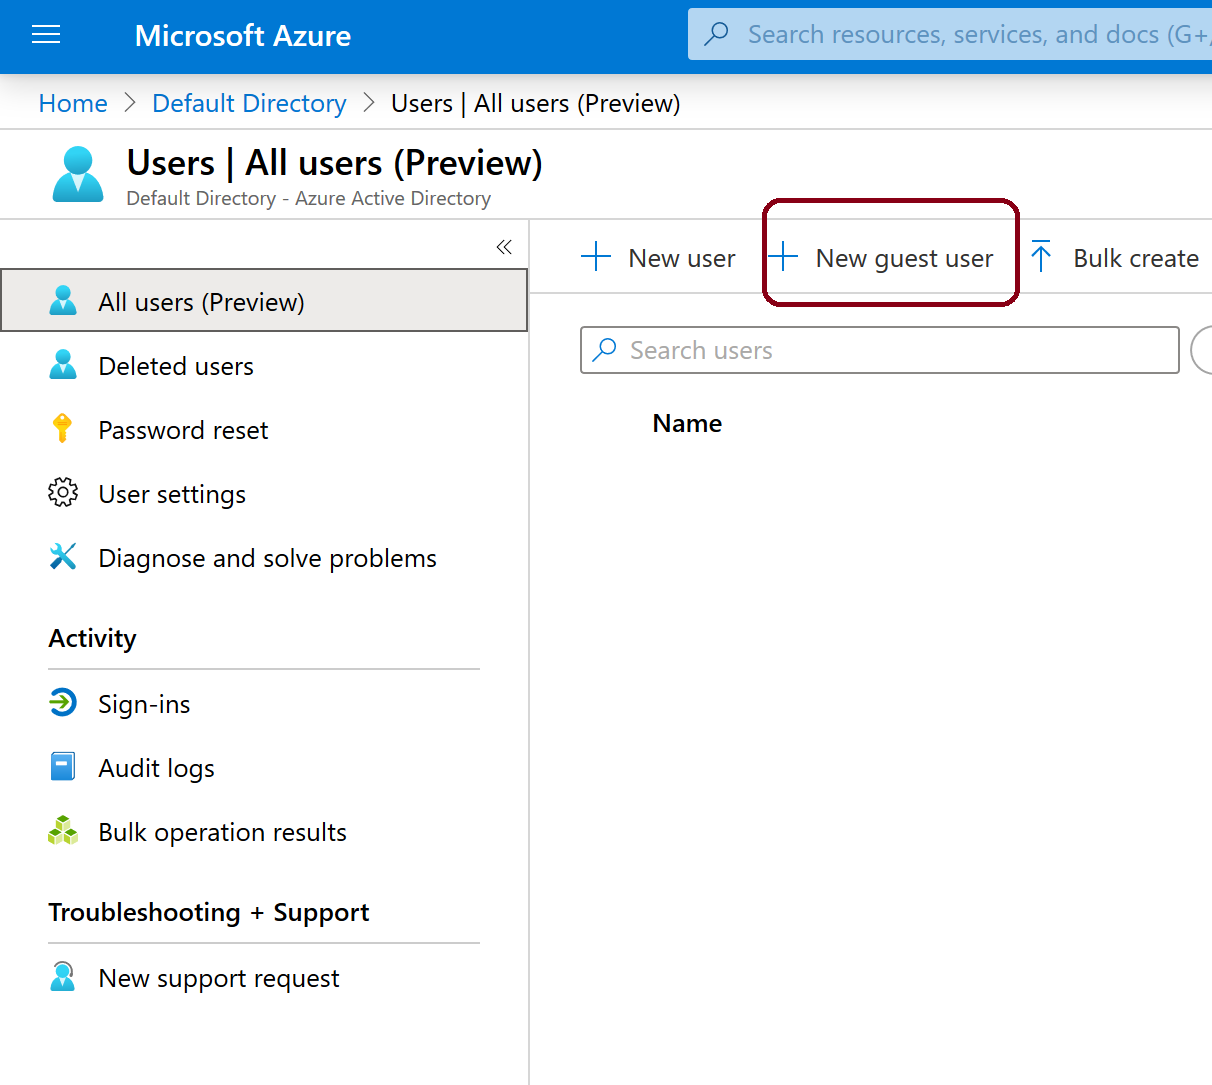 Microsoft Azure
Search resources, services, and docs (G+/
Home > Default Directory > Users | All users (Preview)
Users | All users (Preview)
Default Directory - Azure Active Directory
«
All users (Preview)
Deleted users
Password reset
User settings
Diagnose and solve problems
Activity
Sign-ins
Audit logs
Bulk operation results
Troubleshooting + Support
New support request
+ New user + New guest user Bulk create
Search users
Name